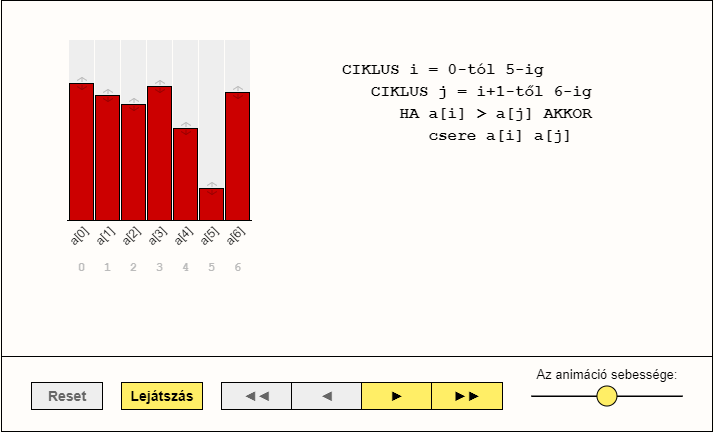 CIKLUS i = 0-tól 5-ig
CIKLUS j = i+1-től 6-ig
HA a[i] > a[j] AKKOR
csere a[i] a[j]
a[0] a[1] a[2] a[3] a[4] a[5] a[6]
0 1 2 3 4 5 6
Az animáció sebessége:
Reset Lejátszás